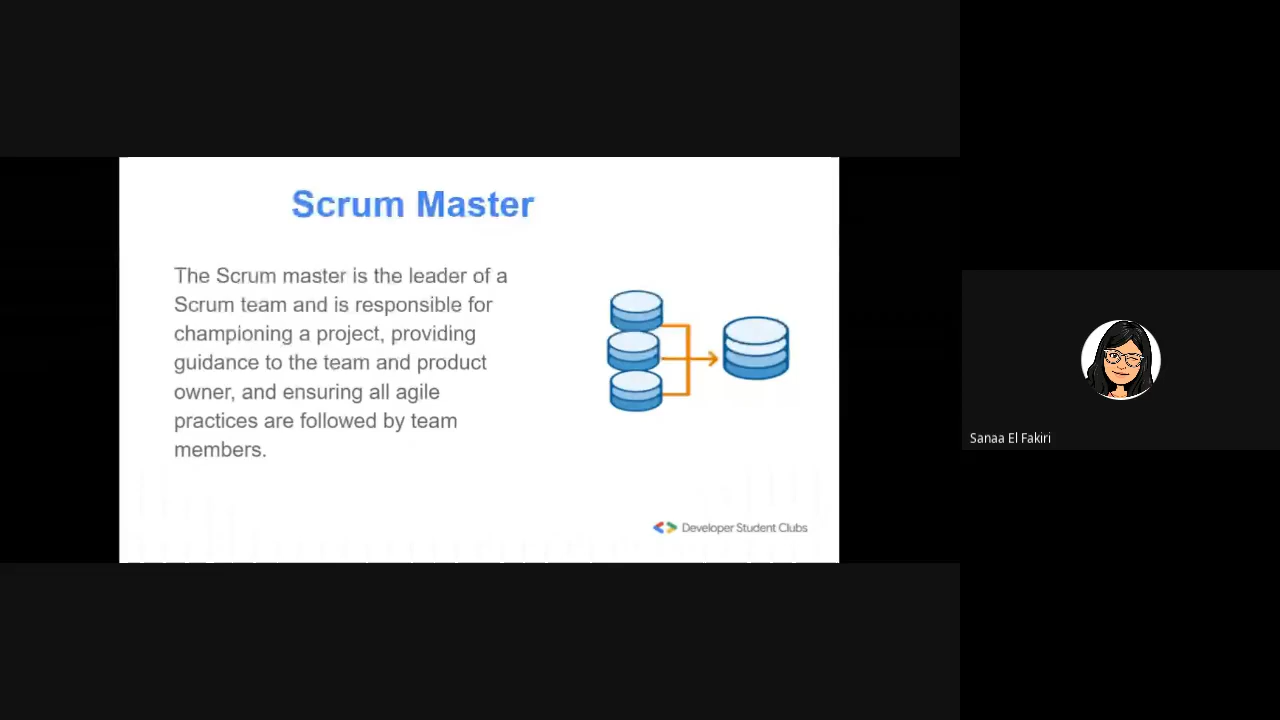 Scrum Master
The Scrum master is the leader of a
Scrum team and is responsible for
championing a project, providing
guidance to the team and product
owner, and ensuring all agile
practices are followed by team
members.
Developer Student Clubs
Sanaa El Fakiri